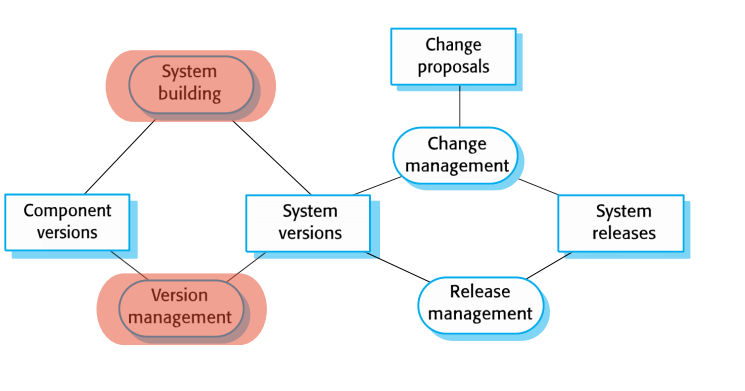 Change
proposals
System
building
Change
management
Component
versions
System
versions
System
releases
Version
management
Release
management